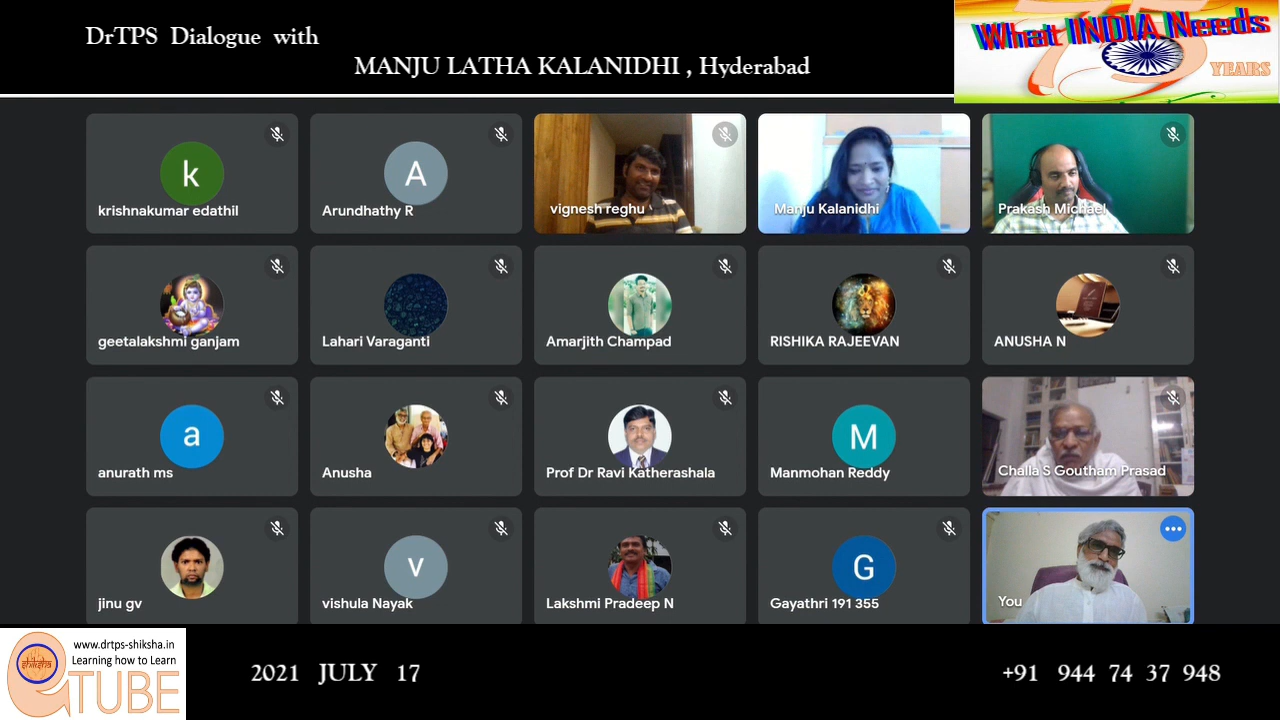 DrTPS Dialogue with
MANJU LATHA KALANIDHI , Hyderabad
What INDIA Needs
75
YEARS
k
krishnakumar edathil
A
Arundhathy R
vignesh reghu
Manju Kalanidhi
Prakash Michael
geetalakshmi ganjam
Lahari Varaganti
Amarjith Champad
RISHIKA RAJEEVAN
ANUSHA N
a
anurath ms
Anusha
Prof Dr Ravi Katherashala
M
Manmohan Reddy
Challa S Goutham Prasad
jinu gv
v
vishula Nayak
Lakshmi Pradeep N
G
Gayathri 191 355
You
www.drtps-shiksha.in
Learning how to Learn
shiksha
TUBE
2021 JULY 17
+91 944 74 37 948